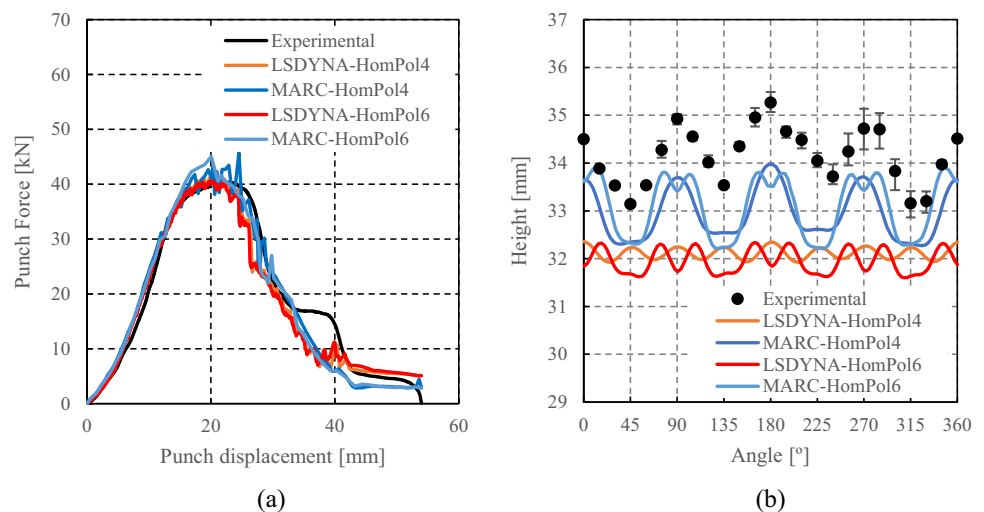 70
60
50
40
30
20
10
0
Punch Force [kN]
Experimental
LSDYNA-HomPol4
MARC-HomPol4
LSDYNA-HomPol6
MARC-HomPol6
0 20 40 60
Punch displacement [mm]
(a)
37
36
35
34
33
32
31
30
29
Height [mm]
Experimental
LSDYNA-HomPol4
MARC-HomPol4
LSDYNA-HomPol6
MARC-HomPol6
0 45 90 135 180 225 270 315 360
Angle [º]
(b)